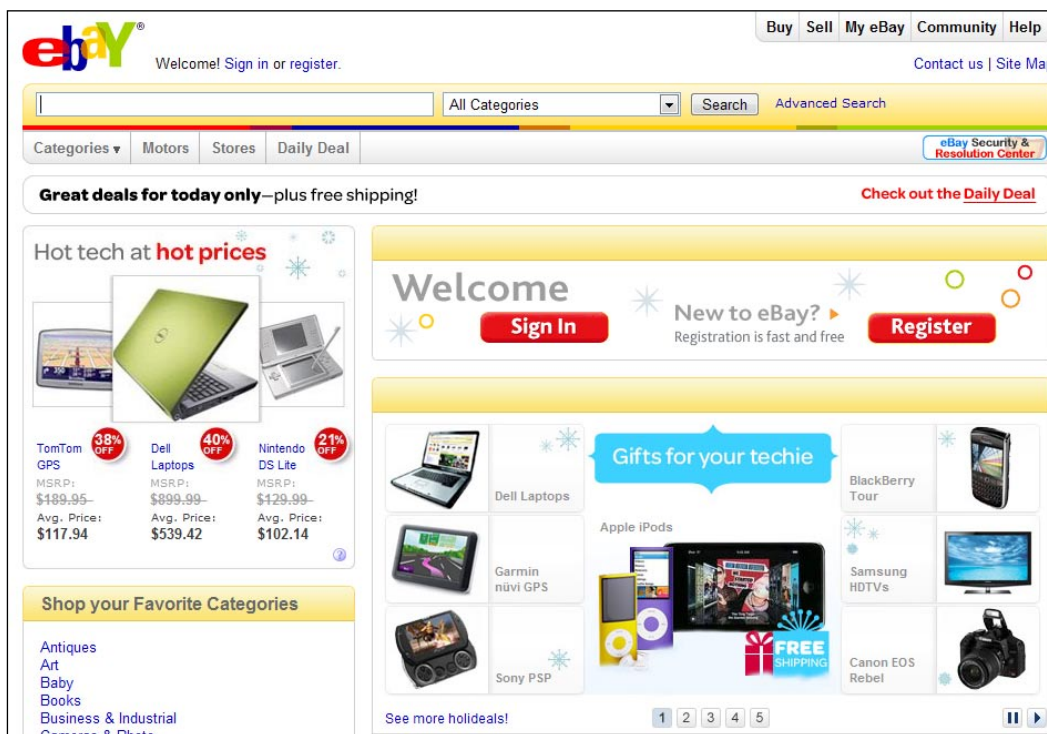 ebaY®
Buy Sell My eBay Community Help
Welcome! Sign in or register.
Contact us | Site Ma
All Categories Search Advanced Search
Categories ▾ Motors Stores Daily Deal
eBay Security &
Resolution Center
Great deals for today only—plus free shipping!
Check out the Daily Deal
Hot tech at hot prices
38% OFF
40% OFF
21% OFF
TomTom GPS
MSRP:
$189.95
Avg. Price:
$117.94
Dell Laptops
MSRP:
$899.99
Avg. Price:
$539.42
Nintendo DS Lite
MSRP:
$129.99
Avg. Price:
$102.14
Shop your Favorite Categories
Antiques
Art
Baby
Books
Business & Industrial
Cameras & Photo
Welcome
Sign In
New to eBay?
Registration is fast and free
Register
Gifts for your techie
Dell Laptops
Garmin
nüvi GPS
Sony PSP
Apple iPods
FREE
SHIPPING
BlackBerry
Tour
Samsung
HDTVs
Canon EOS
Rebel
See more holideals!
1 2 3 4 5